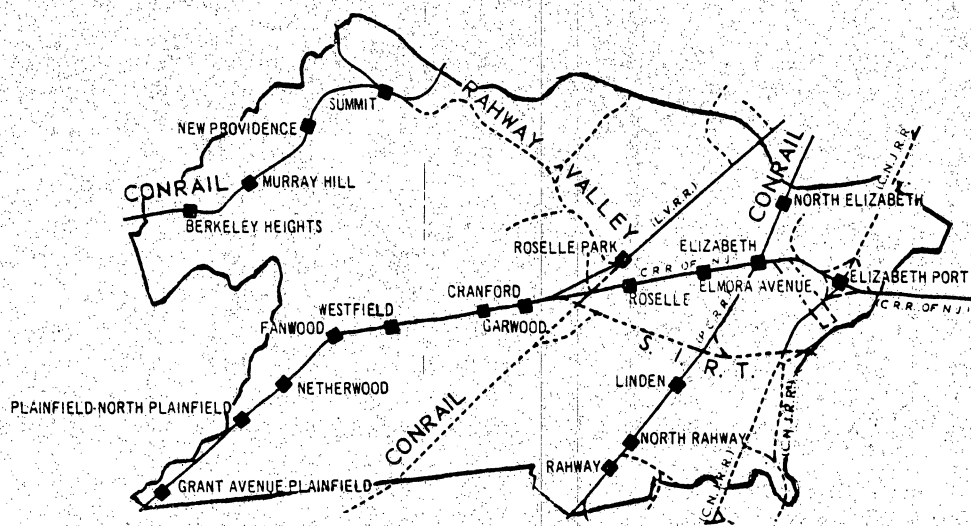 SUMMIT
RAHWAY
VALLEY
NEW PROVIDENCE
CONRAIL
MURRAY HILL
BERKELEY HEIGHTS
(C.N.J.R.R.)
CONRAIL
(L.V.R.R.)
NORTH ELIZABETH
ROSELLE PARK
ELIZABETH
C.R.R. OF N.J.
ELIZABETH PORT
ELMORA AVENUE
ROSELLE
(C.R.R. OF N.J.)
CRANFORD
WESTFIELD
GARWOOD
FANWOOD
S. I. R. T.
LINDEN
NETHERWOOD
PLAINFIELD-NORTH PLAINFIELD
CONRAIL
(C.N.J.R.R.)
NORTH RAHWAY
RAHWAY
GRANT AVENUE PLAINFIELD
(C.N.J.R.R.)